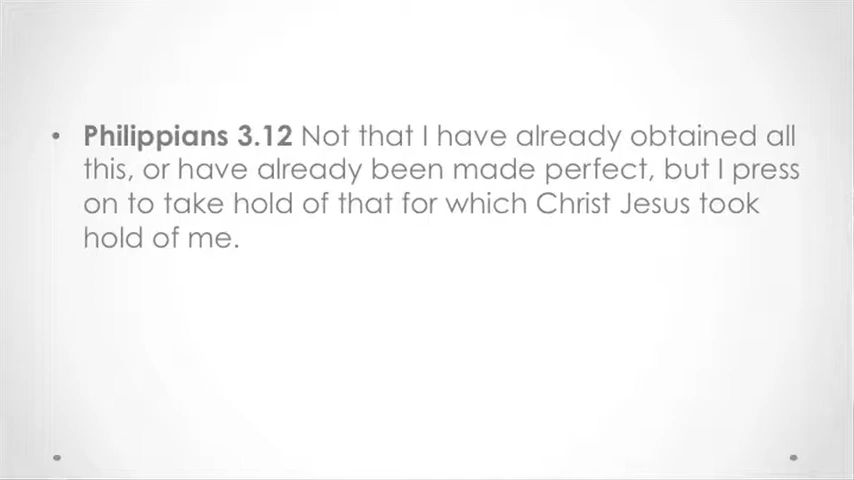 • Philippians 3.12 Not that I have already obtained all
this, or have already been made perfect, but I press
on to take hold of that for which Christ Jesus took
hold of me.